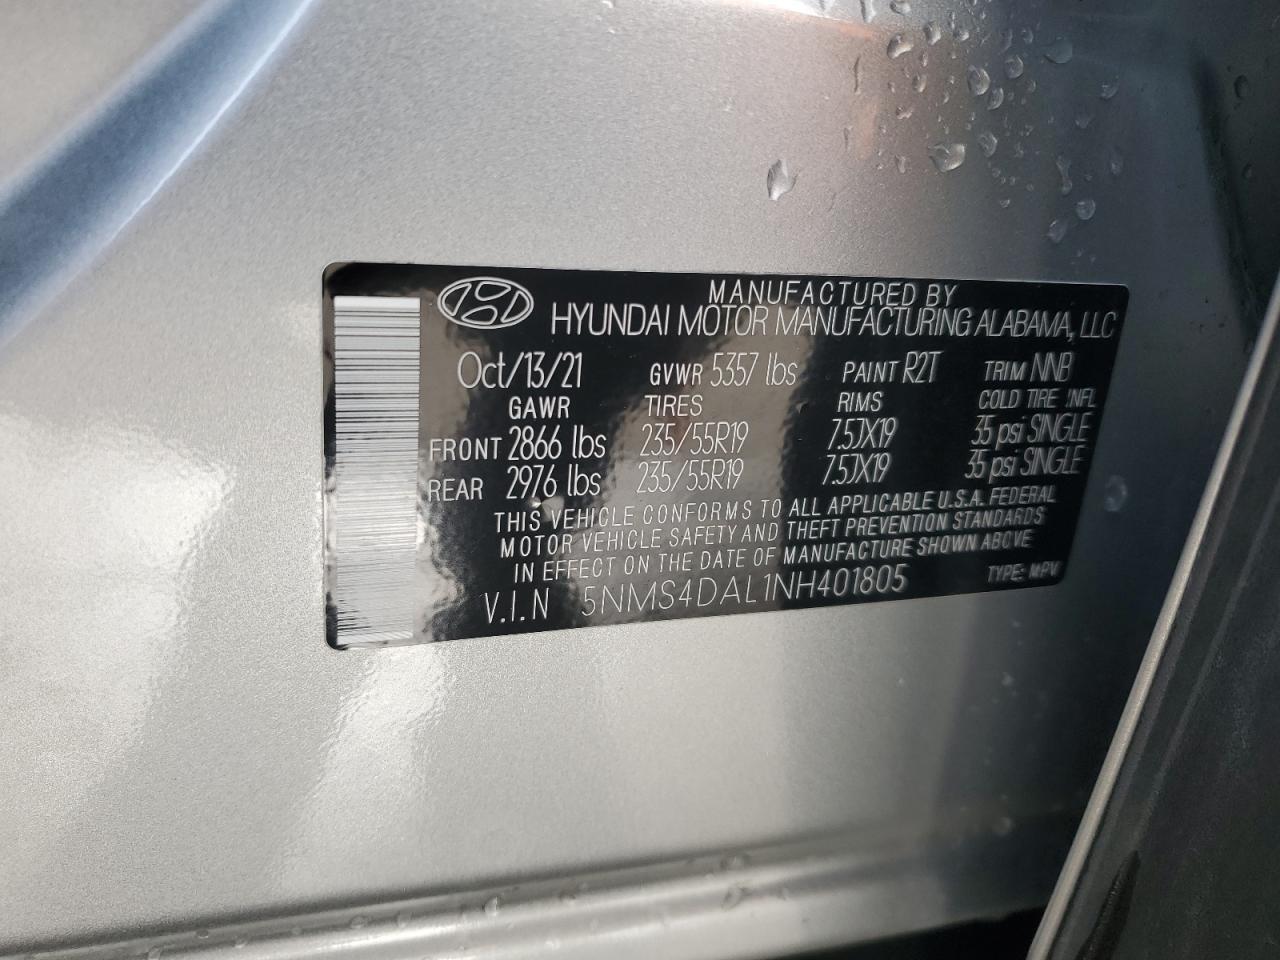 MANUFACTURED BY
HYUNDAI MOTOR MANUFACTURING ALABAMA, LLC
Oct/13/21 GVWR 5357 lbs PAINT R2T TRIM NNB
GAWR TIRES RIMS COLD TIRE INFL
FRONT 2866 lbs 235/55R19 7.5JX19 35 psi SINGLE
REAR 2976 lbs 235/55R19 7.5JX19 35 psi SINGLE
THIS VEHICLE CONFORMS TO ALL APPLICABLE U.S.A. FEDERAL
MOTOR VEHICLE SAFETY AND THEFT PREVENTION STANDARDS
IN EFFECT ON THE DATE OF MANUFACTURE SHOWN ABOVE
V.I.N 5NMS4DAL1NH401805 TYPE: MPV